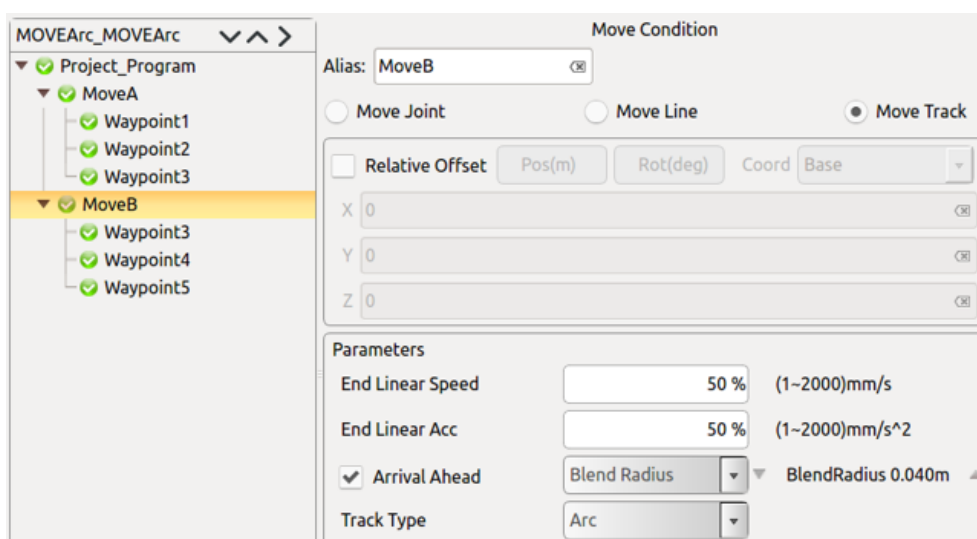 MOVEArc_MOVEArc
Project_Program
MoveA
Waypoint1
Waypoint2
Waypoint3
MoveB
Waypoint3
Waypoint4
Waypoint5
Move Condition
Alias: MoveB
Move Joint Move Line Move Track
Relative Offset Pos(m) Rot(deg) Coord Base
X 0
Y 0
Z 0
Parameters
End Linear Speed 50 % (1~2000)mm/s
End Linear Acc 50 % (1~2000)mm/s^2
Arrival Ahead Blend Radius BlendRadius 0.040m
Track Type Arc